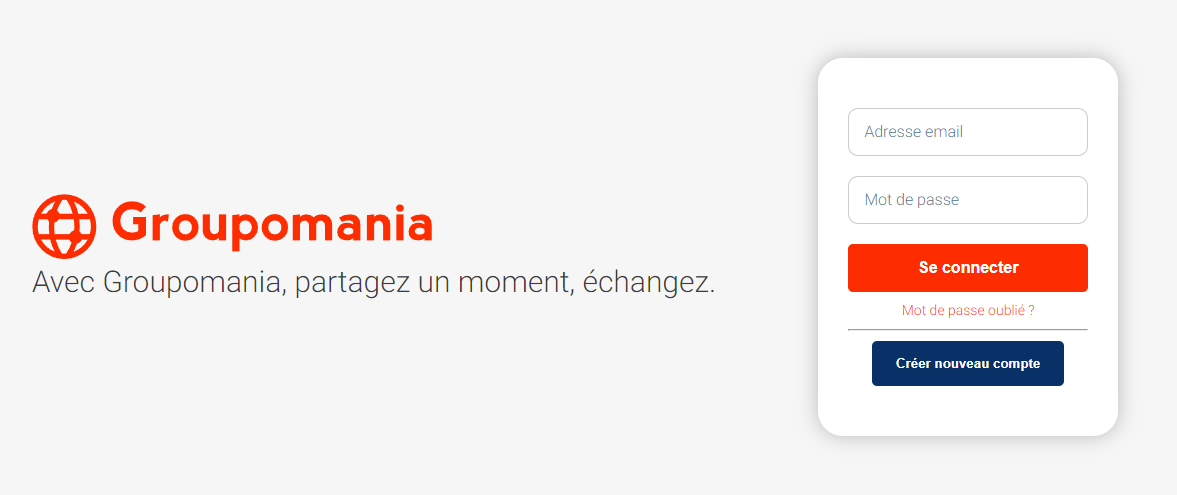 Groupomania
Avec Groupomania, partagez un moment, échangez.
Adresse email
Mot de passe
Se connecter
Mot de passe oublié ?
Créer nouveau compte